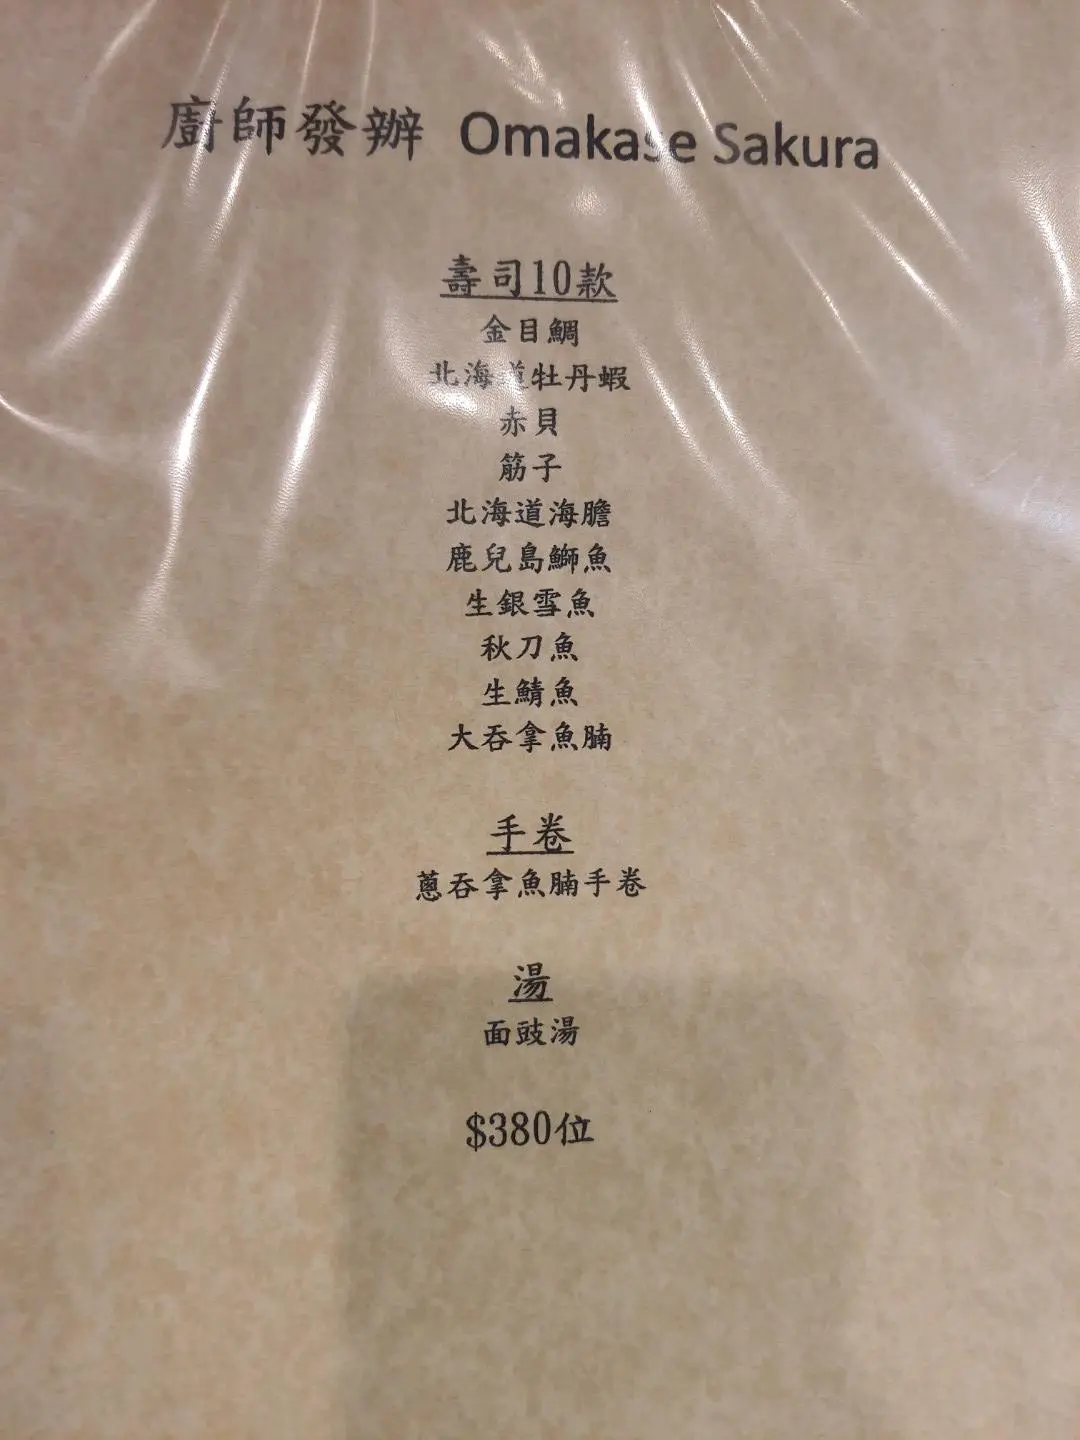 廚師發辦 Omakase Sakura
壽司10款
金目鯛
北海道牡丹蝦
赤貝
筋子
北海道海膽
鹿兒島鰤魚
生銀雪魚
秋刀魚
生鯖魚
大吞拿魚腩
手卷
蔥吞拿魚腩手卷
湯
面豉湯
$380位